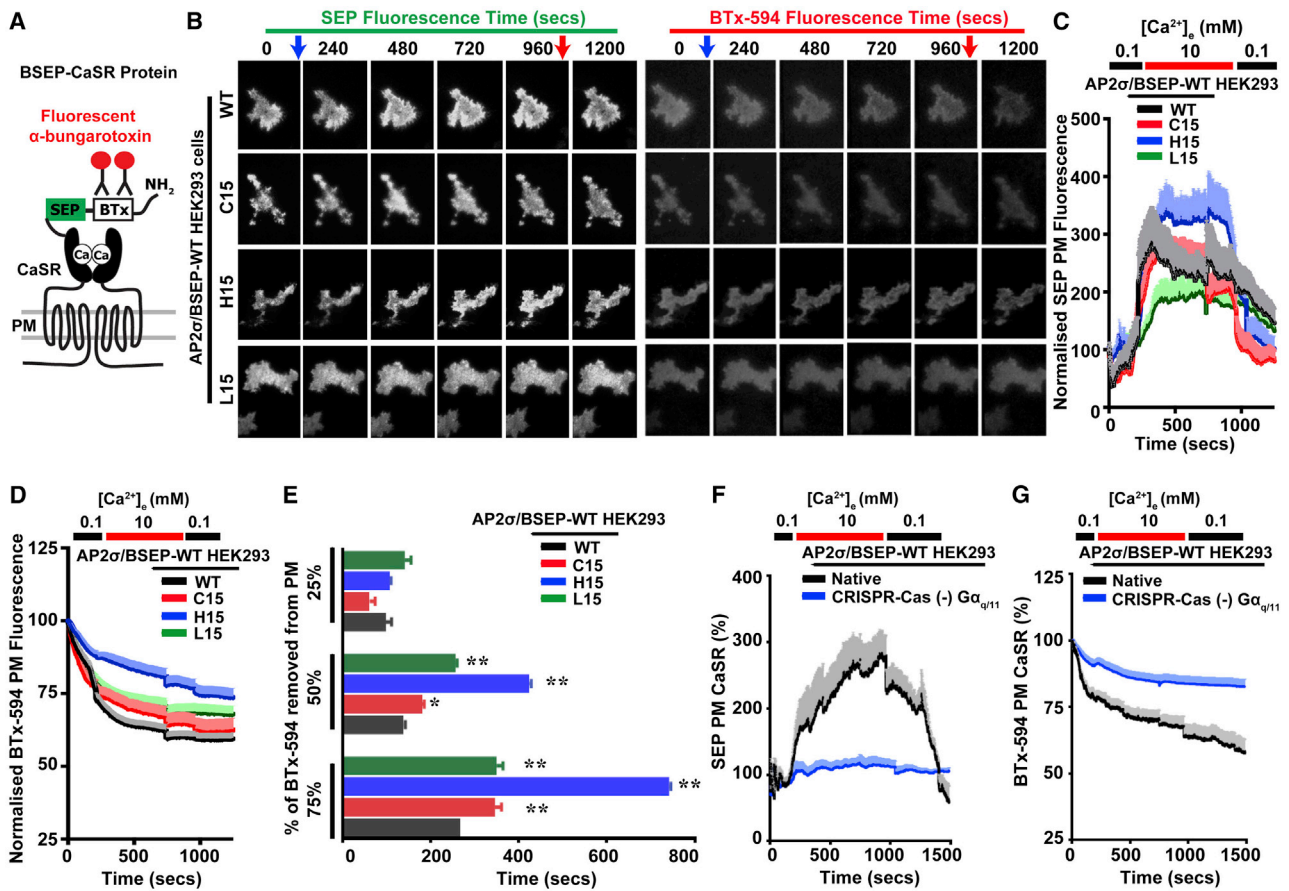 A
BSEP-CaSR Protein
Fluorescent
α-bungarotoxin
NH2
SEP
BTx
CaSR
Ca
Ca
PM
B
SEP Fluorescence Time (secs)
0 240 480 720 960 1200
BTx-594 Fluorescence Time (secs)
0 240 480 720 960 1200
AP2σ/BSEP-WT HEK293 cells
WT
C15
H15
L15
C
[Ca2+]e (mM)
0.1 10 0.1
AP2σ/BSEP-WT HEK293
WT
C15
H15
L15
Normalised SEP PM Fluorescence
500
400
300
200
100
0
0 500 1000
Time (secs)
D
[Ca2+]e (mM)
0.1 10 0.1
AP2σ/BSEP-WT HEK293
WT
C15
H15
L15
Normalised BTx-594 PM Fluorescence
125
100
75
50
25
0 500 1000
Time (secs)
E
AP2σ/BSEP-WT HEK293
WT
C15
H15
L15
% of BTx-594 removed from PM
25%
50%
75%
**
**
*
**
**
**
0 200 400 600 800
Time (secs)
F
[Ca2+]e (mM)
0.1 10 0.1
AP2σ/BSEP-WT HEK293
Native
CRISPR-Cas (-) Gαq/11
SEP PM CaSR (%)
400
300
200
100
0
0 500 1000 1500
Time (secs)
G
[Ca2+]e (mM)
0.1 10 0.1
AP2σ/BSEP-WT HEK293
Native
CRISPR-Cas (-) Gαq/11
BTx-594 PM CaSR (%)
125
100
75
50
25
0 500 1000 1500
Time (secs)